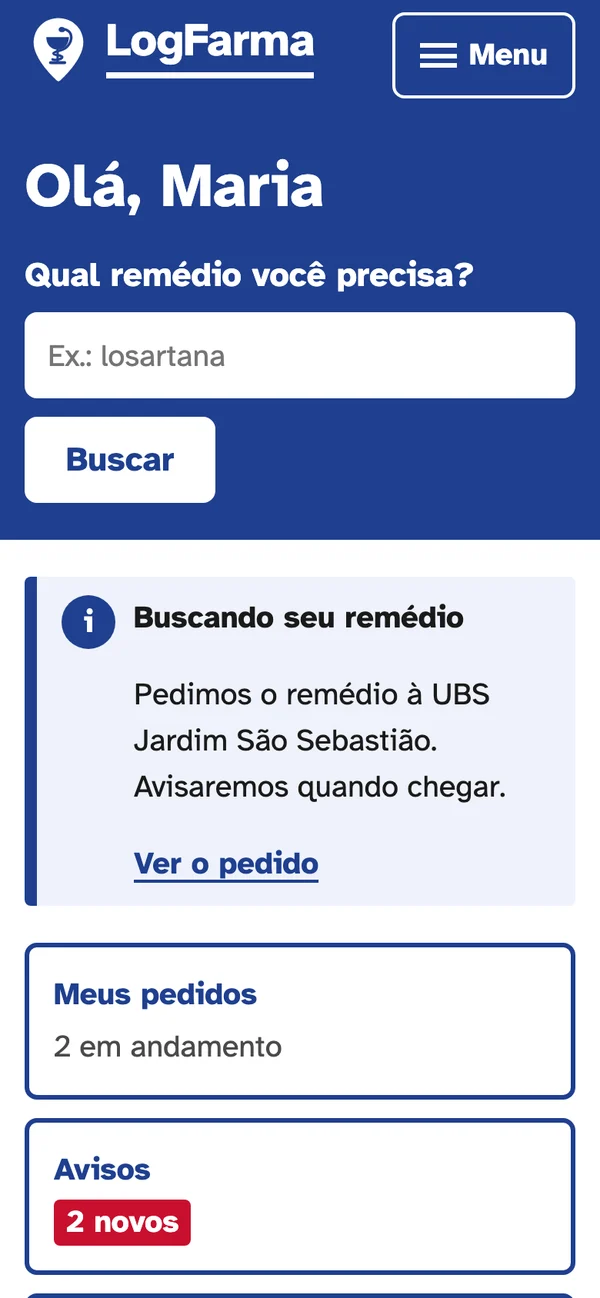 LogFarma
Menu
Olá, Maria
Qual remédio você precisa?
Ex.: losartana
Buscar
i
Buscando seu remédio
Pedimos o remédio à UBS
Jardim São Sebastião.
Avisaremos quando chegar.
Ver o pedido
Meus pedidos
2 em andamento
Avisos
2 novos